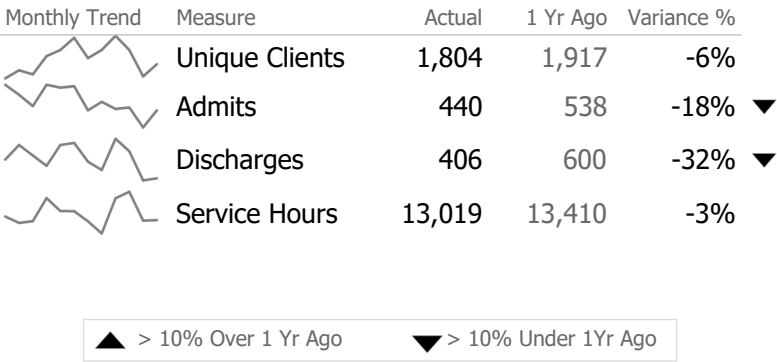 Monthly Trend Measure Actual 1 Yr Ago Variance %
Unique Clients 1,804 1,917 -6%
Admits 440 538 -18% ▼
Discharges 406 600 -32% ▼
Service Hours 13,019 13,410 -3%
▲ > 10% Over 1 Yr Ago ▼ > 10% Under 1Yr Ago